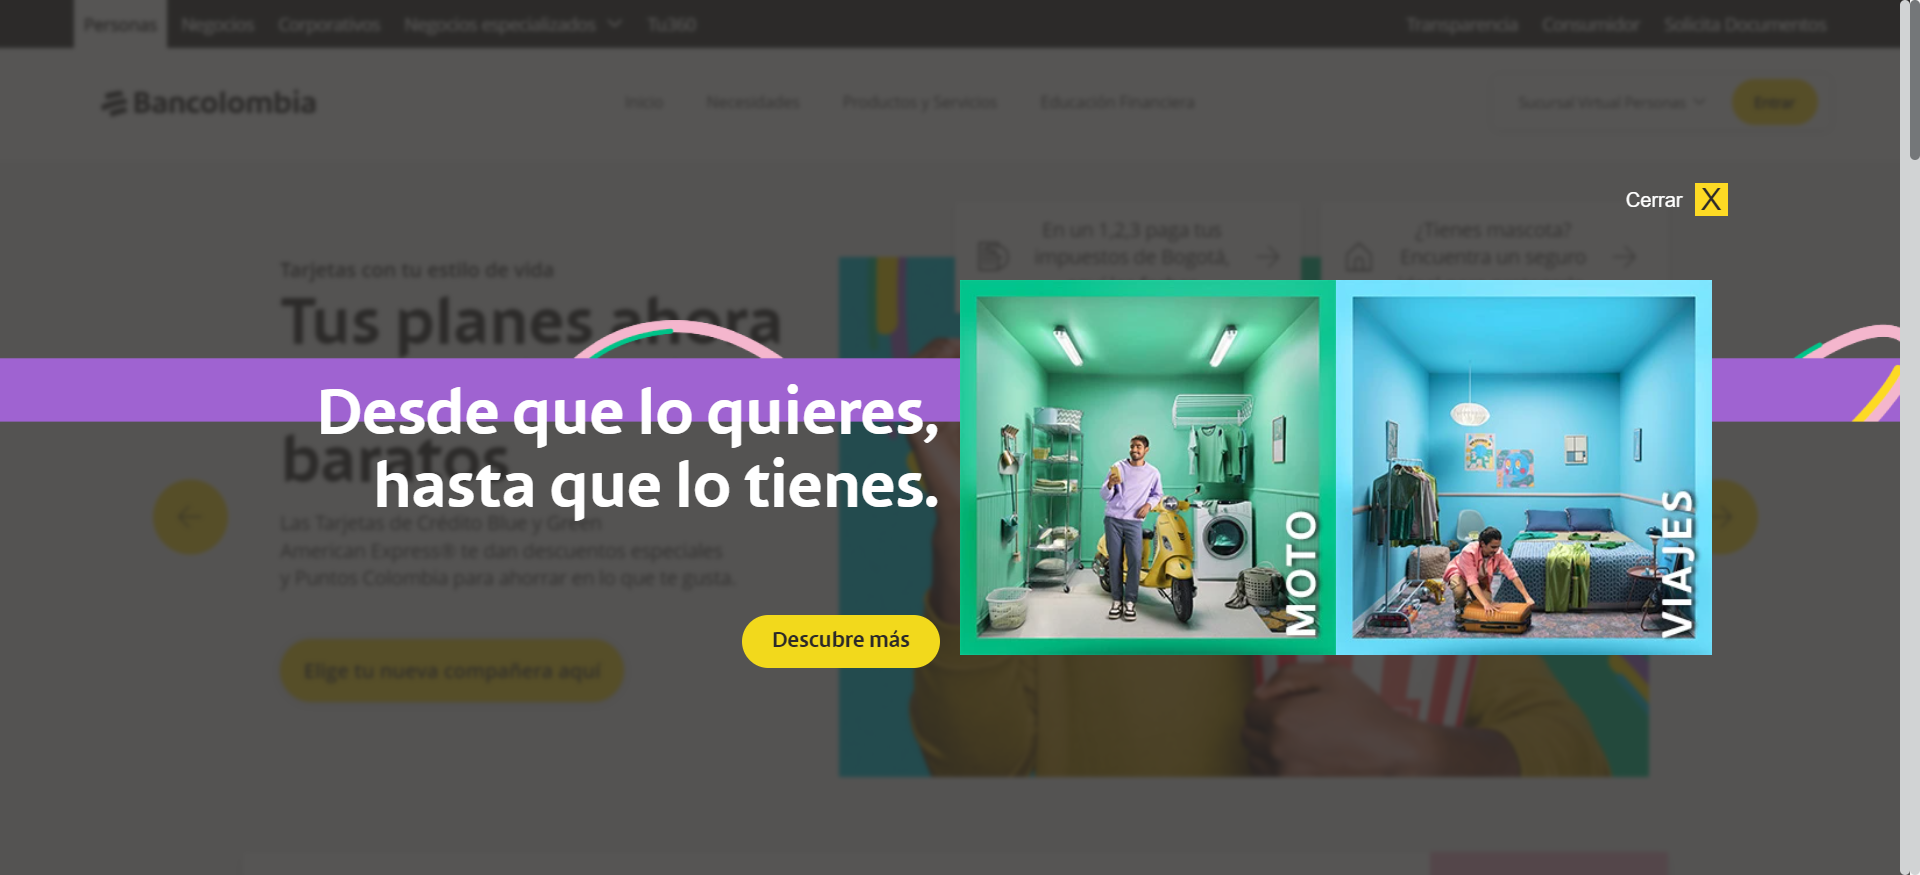 Personas Negocios Corporativos Negocios especializados Tu360 Transparencia Consumidor Solicita Documentos
Bancolombia Inicio Necesidades Productos y Servicios Educación Financiera Sucursal Virtual Personas Entrar
Cerrar X
En un 1,2,3 paga tus
impuestos de Bogotá,
¿Tienes mascota?
Encuentra un seguro
Tarjetas con tu estilo de vida
Tus planes ahora
baratos
Desde que lo quieres,
hasta que lo tienes.
Las Tarjetas de Crédito Blue y Green
American Express® te dan descuentos especiales
y Puntos Colombia para ahorrar en lo que te gusta.
Descubre más
Elige tu nueva compañera aquí
MOTO
VIAJES